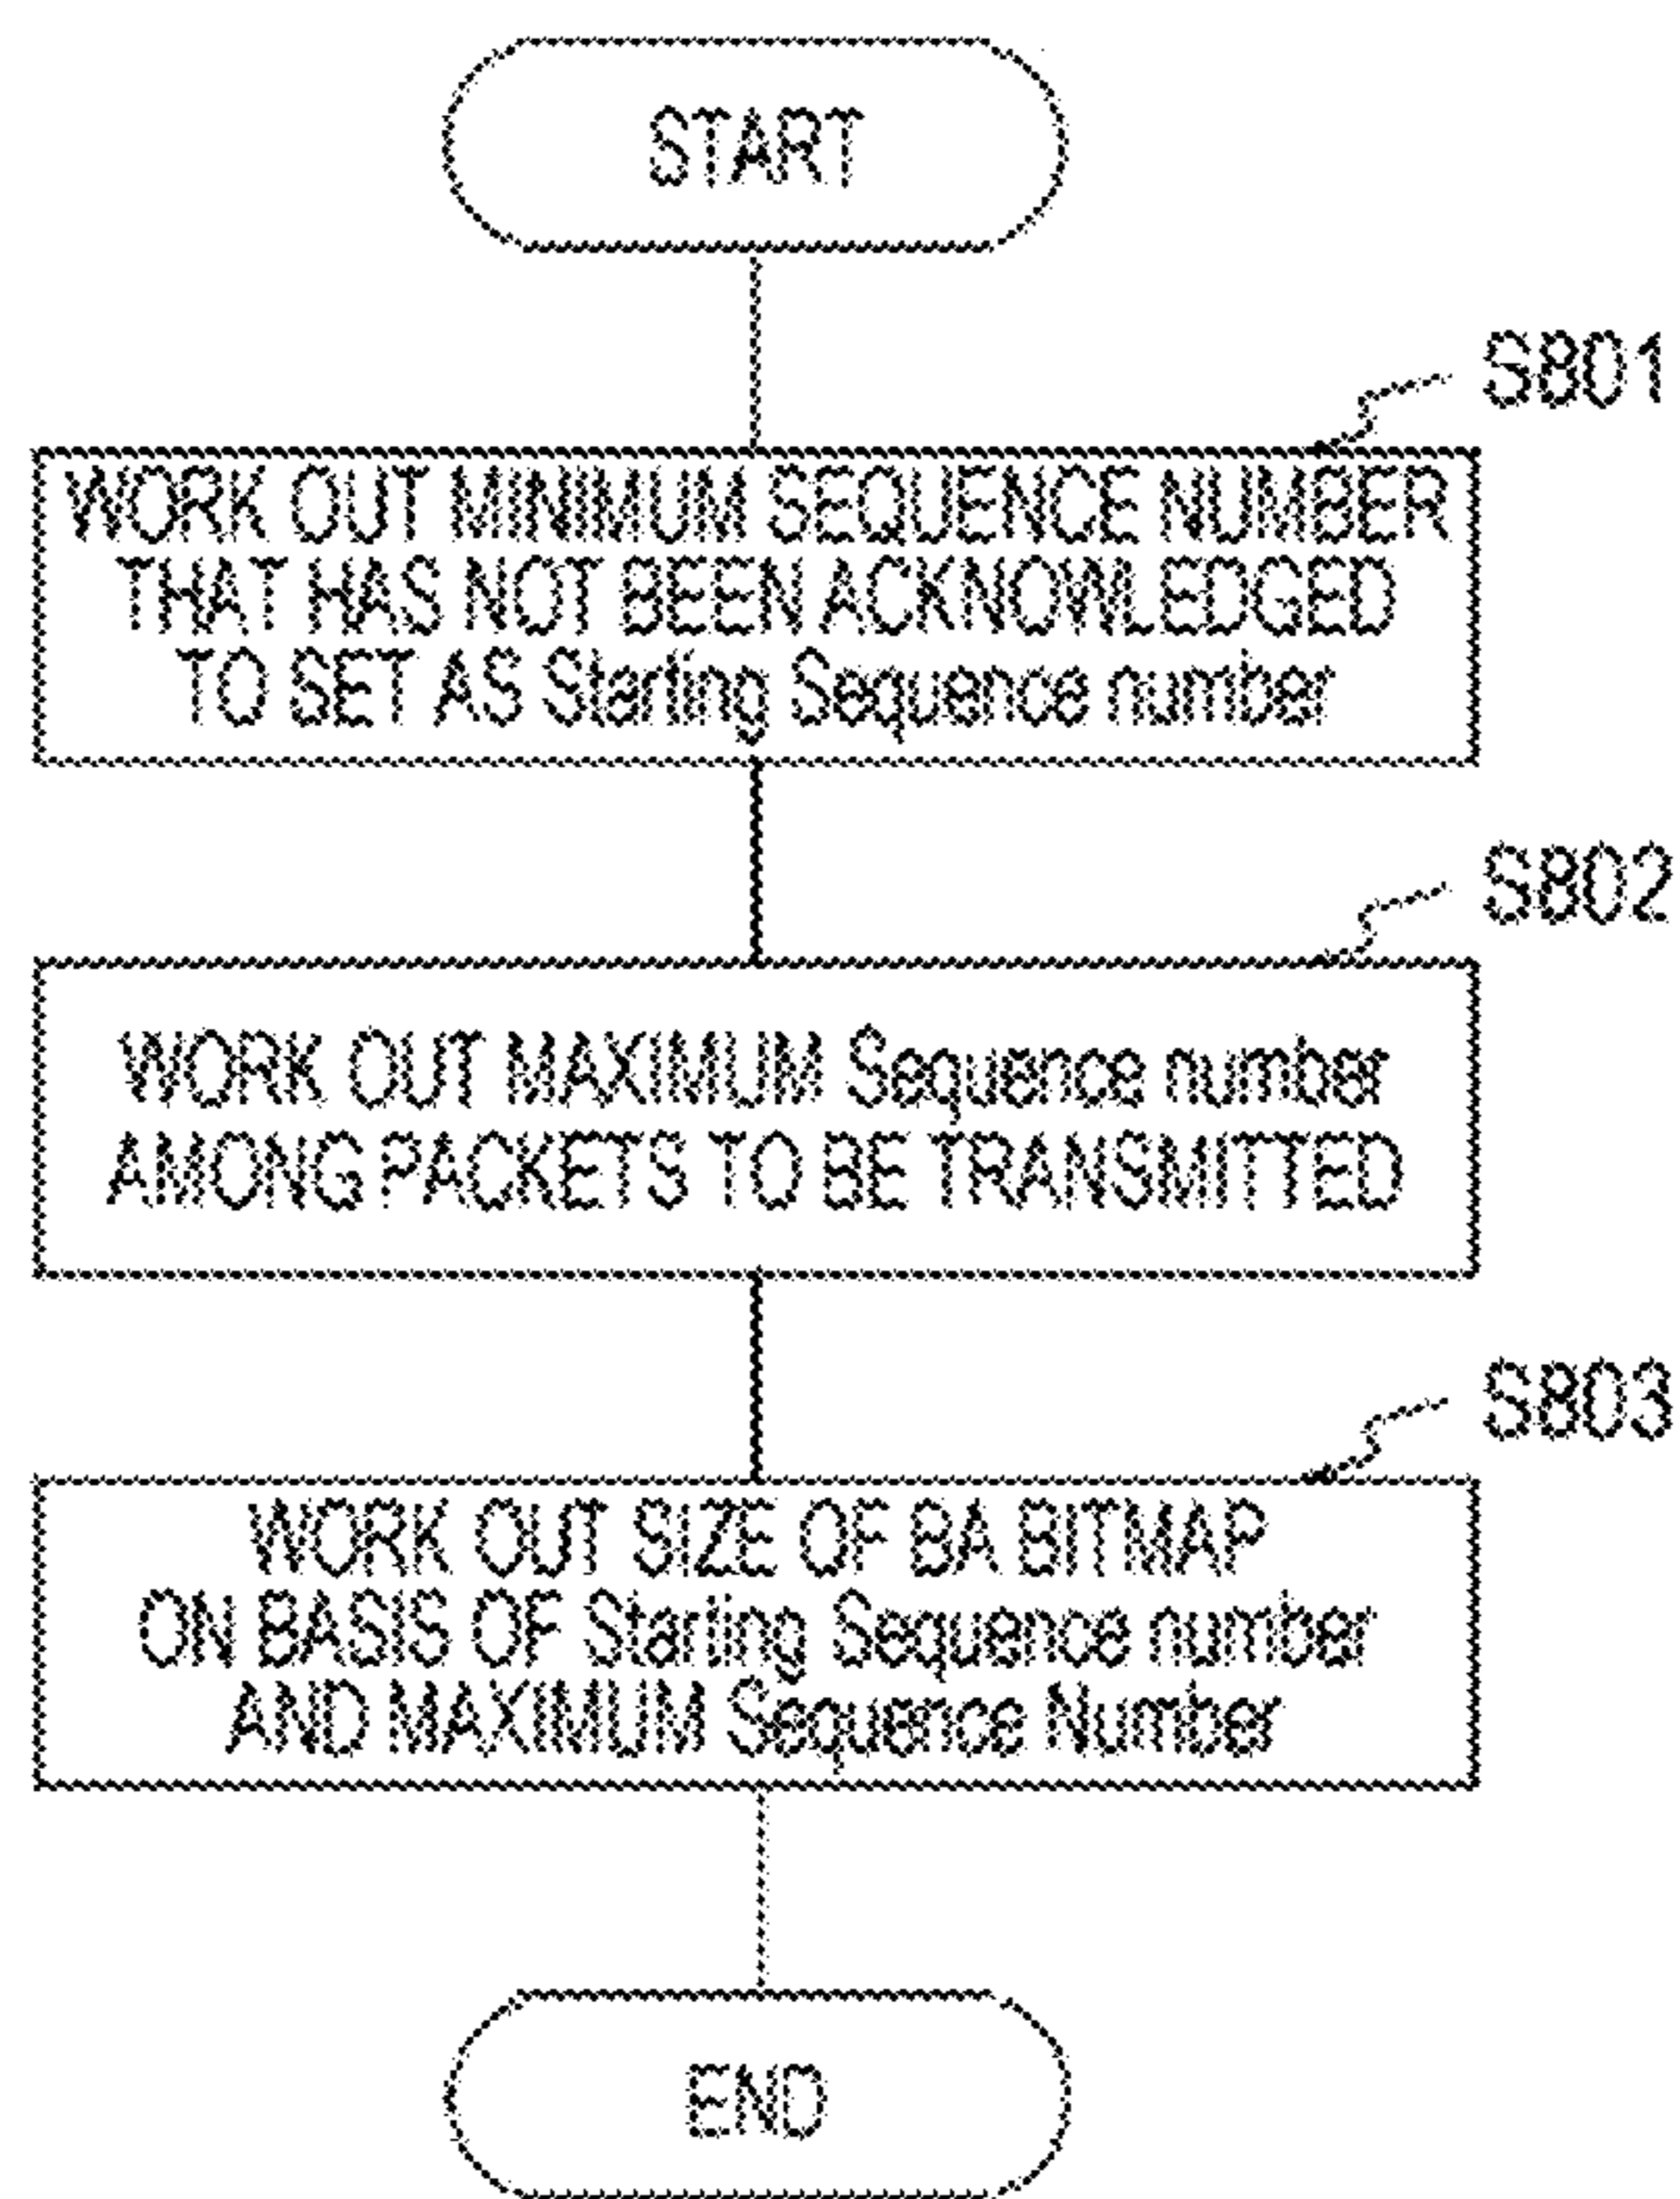 START
S801
WORK OUT MINIMUM SEQUENCE NUMBER
THAT HAS NOT BEEN ACKNOWLEDGED
TO SET AS Starting Sequence number
S802
WORK OUT MAXIMUM Sequence number
AMONG PACKETS TO BE TRANSMITTED
S803
WORK OUT SIZE OF BA BITMAP
ON BASIS OF Starting Sequence number
AND MAXIMUM Sequence Number
END